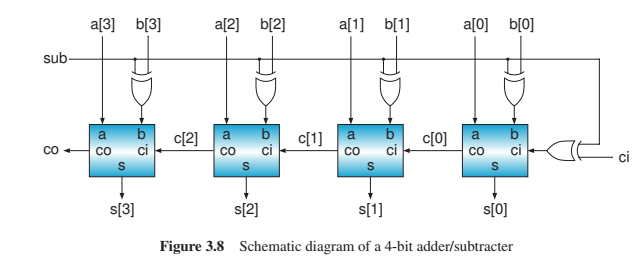 a[3] b[3] a[2] b[2] a[1] b[1] a[0] b[0]
sub
a b a b a b a b
co co ci c[2] co ci c[1] co ci c[0] co ci ci
s s s s
s[3] s[2] s[1] s[0]
Figure 3.8 Schematic diagram of a 4-bit adder/subtracter